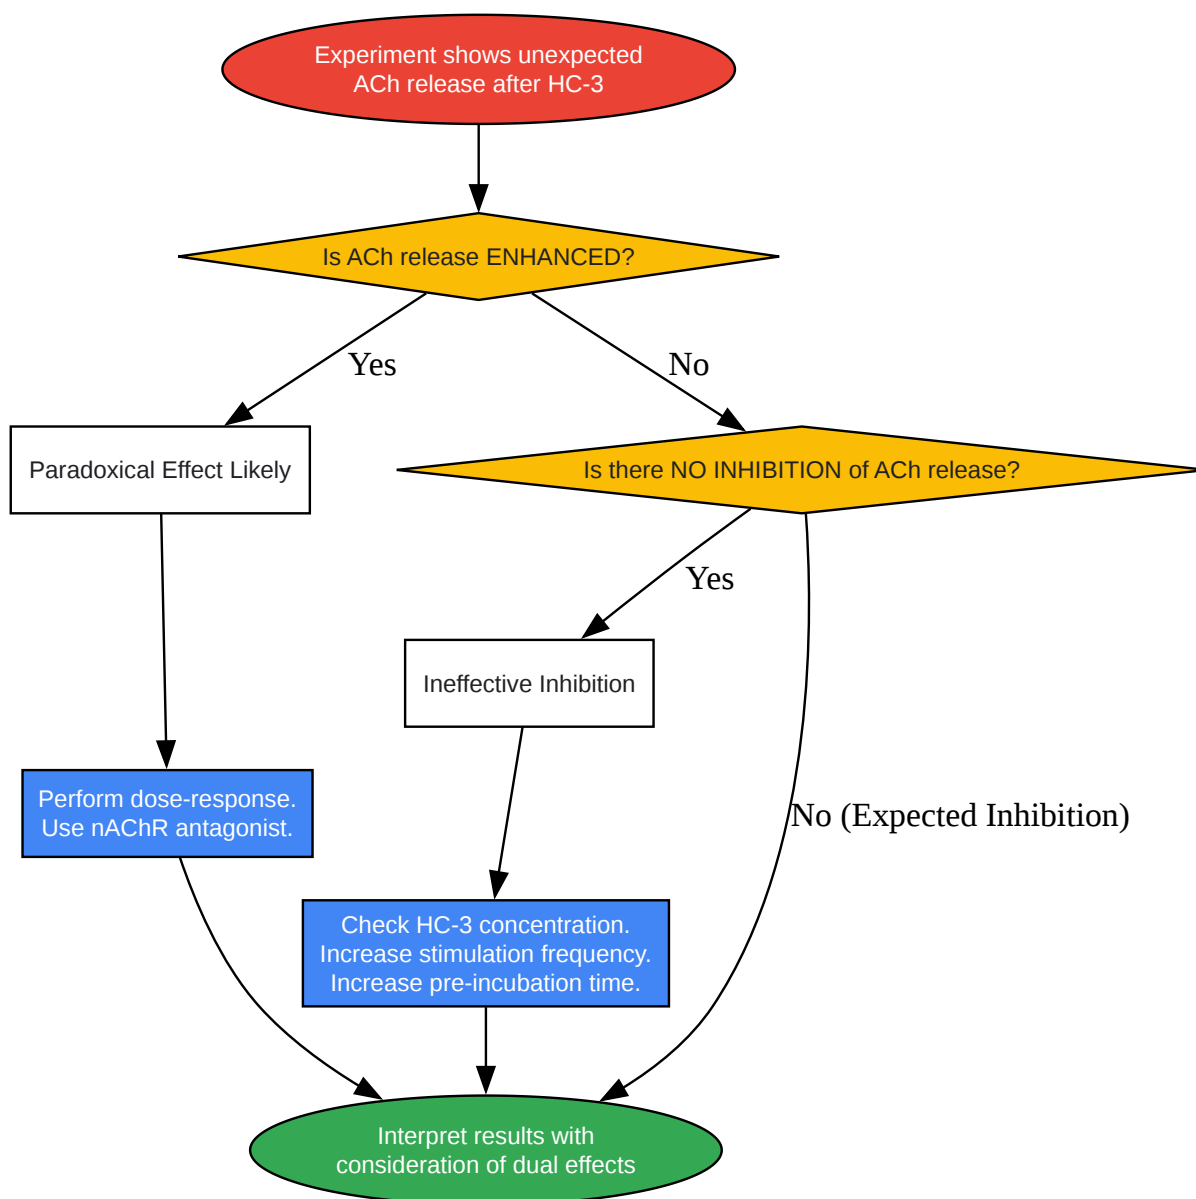 Experiment shows unexpected
ACh release after HC-3
Is ACh release ENHANCED?
Yes
No
Paradoxical Effect Likely
Is there NO INHIBITION of ACh release?
Yes
Ineffective Inhibition
Perform dose-response.
Use nAChR antagonist.
No (Expected Inhibition)
Check HC-3 concentration.
Increase stimulation frequency.
Increase pre-incubation time.
Interpret results with
consideration of dual effects